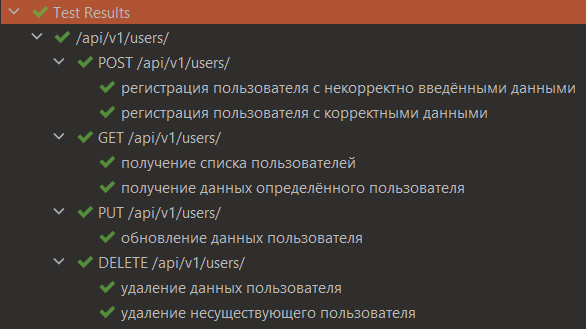 Test Results
/api/v1/users/
POST /api/v1/users/
регистрация пользователя с некорректно введёнными данными
регистрация пользователя с корректными данными
GET /api/v1/users/
получение списка пользователей
получение данных определённого пользователя
PUT /api/v1/users/
обновление данных пользователя
DELETE /api/v1/users/
удаление данных пользователя
удаление несуществующего пользователя